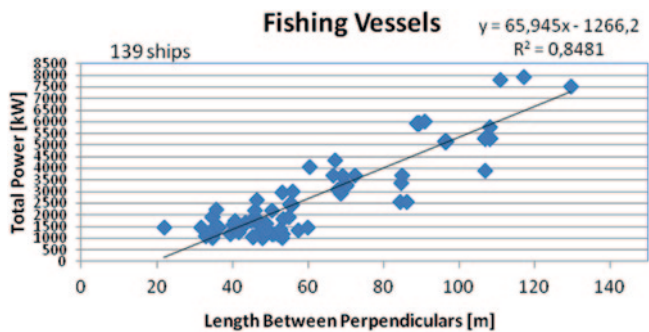 Fishing Vessels
y = 65,945x - 1266,2
R² = 0,8481
139 ships
8500
8000
7500
7000
6500
6000
5500
5000
4500
4000
3500
3000
2500
2000
1500
1000
500
0
Total Power [kW]
0 20 40 60 80 100 120 140
Length Between Perpendiculars [m]